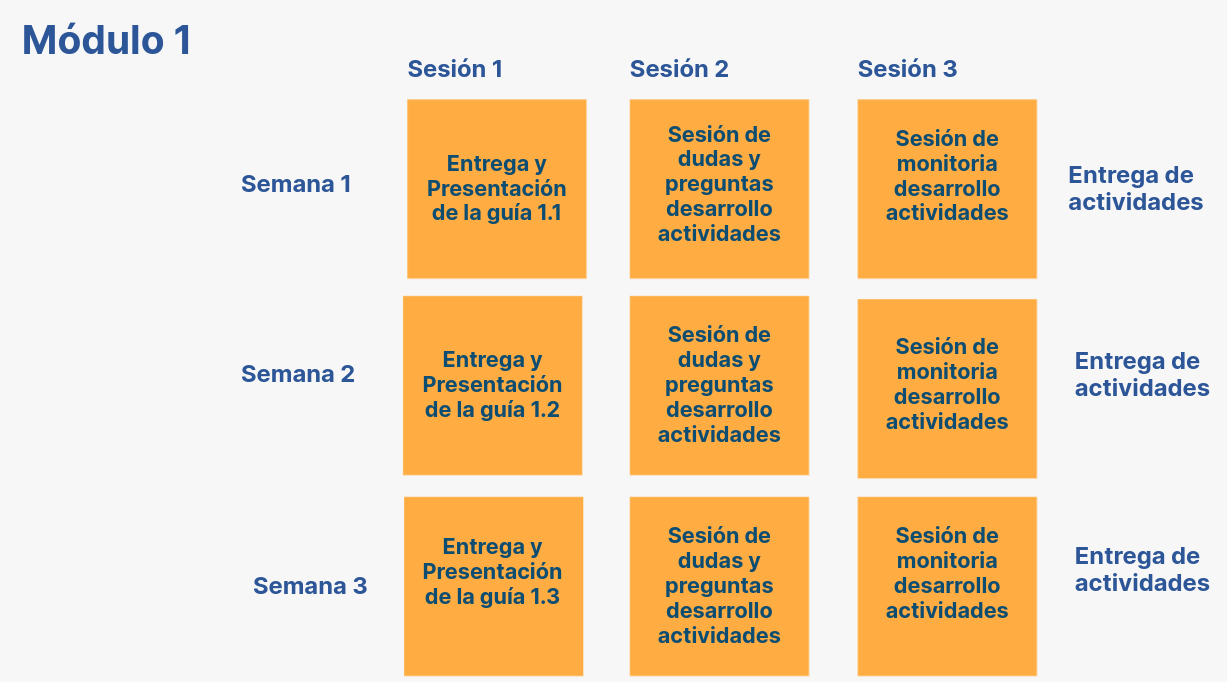 Módulo 1
Sesión 1
Sesión 2
Sesión 3
Semana 1
Entrega y
Presentación
de la guía 1.1
Sesión de
dudas y
preguntas
desarrollo
actividades
Sesión de
monitoria
desarrollo
actividades
Entrega de
actividades
Semana 2
Entrega y
Presentación
de la guía 1.2
Sesión de
dudas y
preguntas
desarrollo
actividades
Sesión de
monitoria
desarrollo
actividades
Entrega de
actividades
Semana 3
Entrega y
Presentación
de la guía 1.3
Sesión de
dudas y
preguntas
desarrollo
actividades
Sesión de
monitoria
desarrollo
actividades
Entrega de
actividades